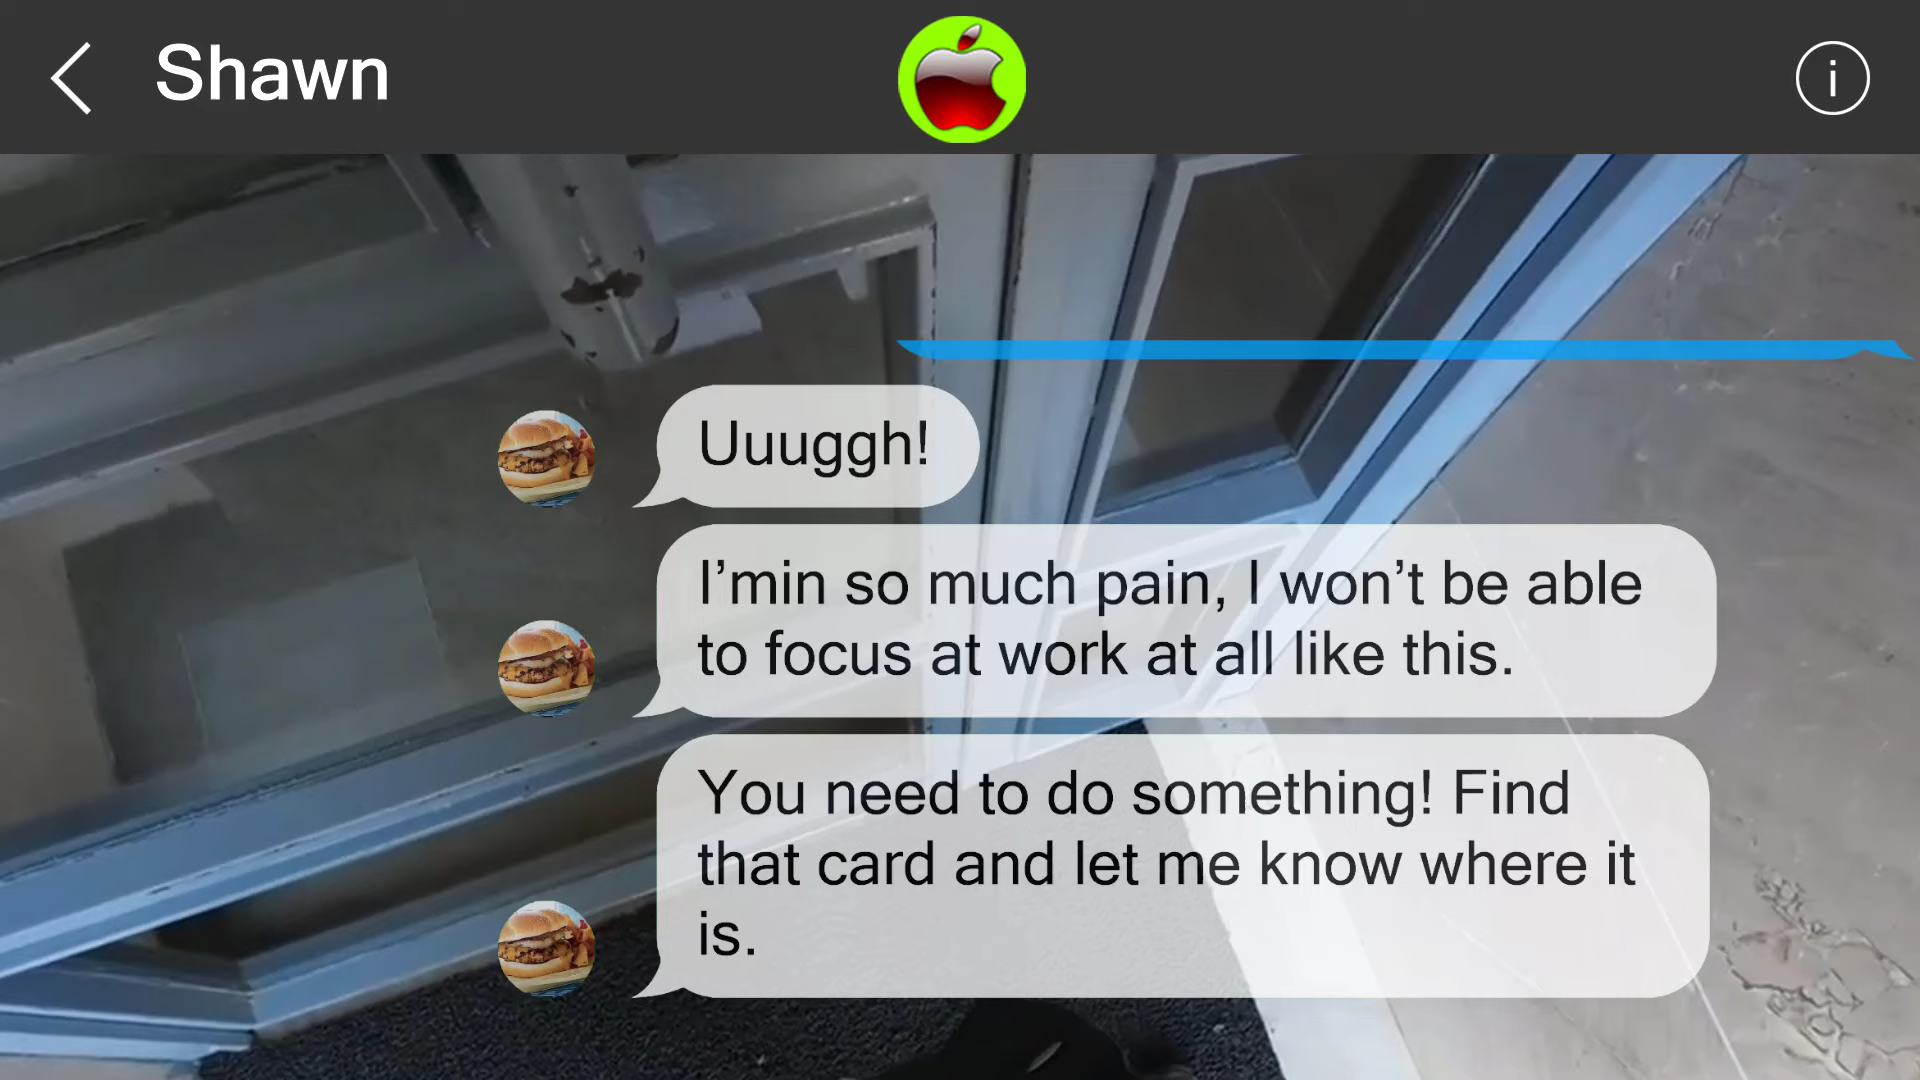 Shawn
i
Uuuggh!
I’min so much pain, I won’t be able
to focus at work at all like this.
You need to do something! Find
that card and let me know where it
is.